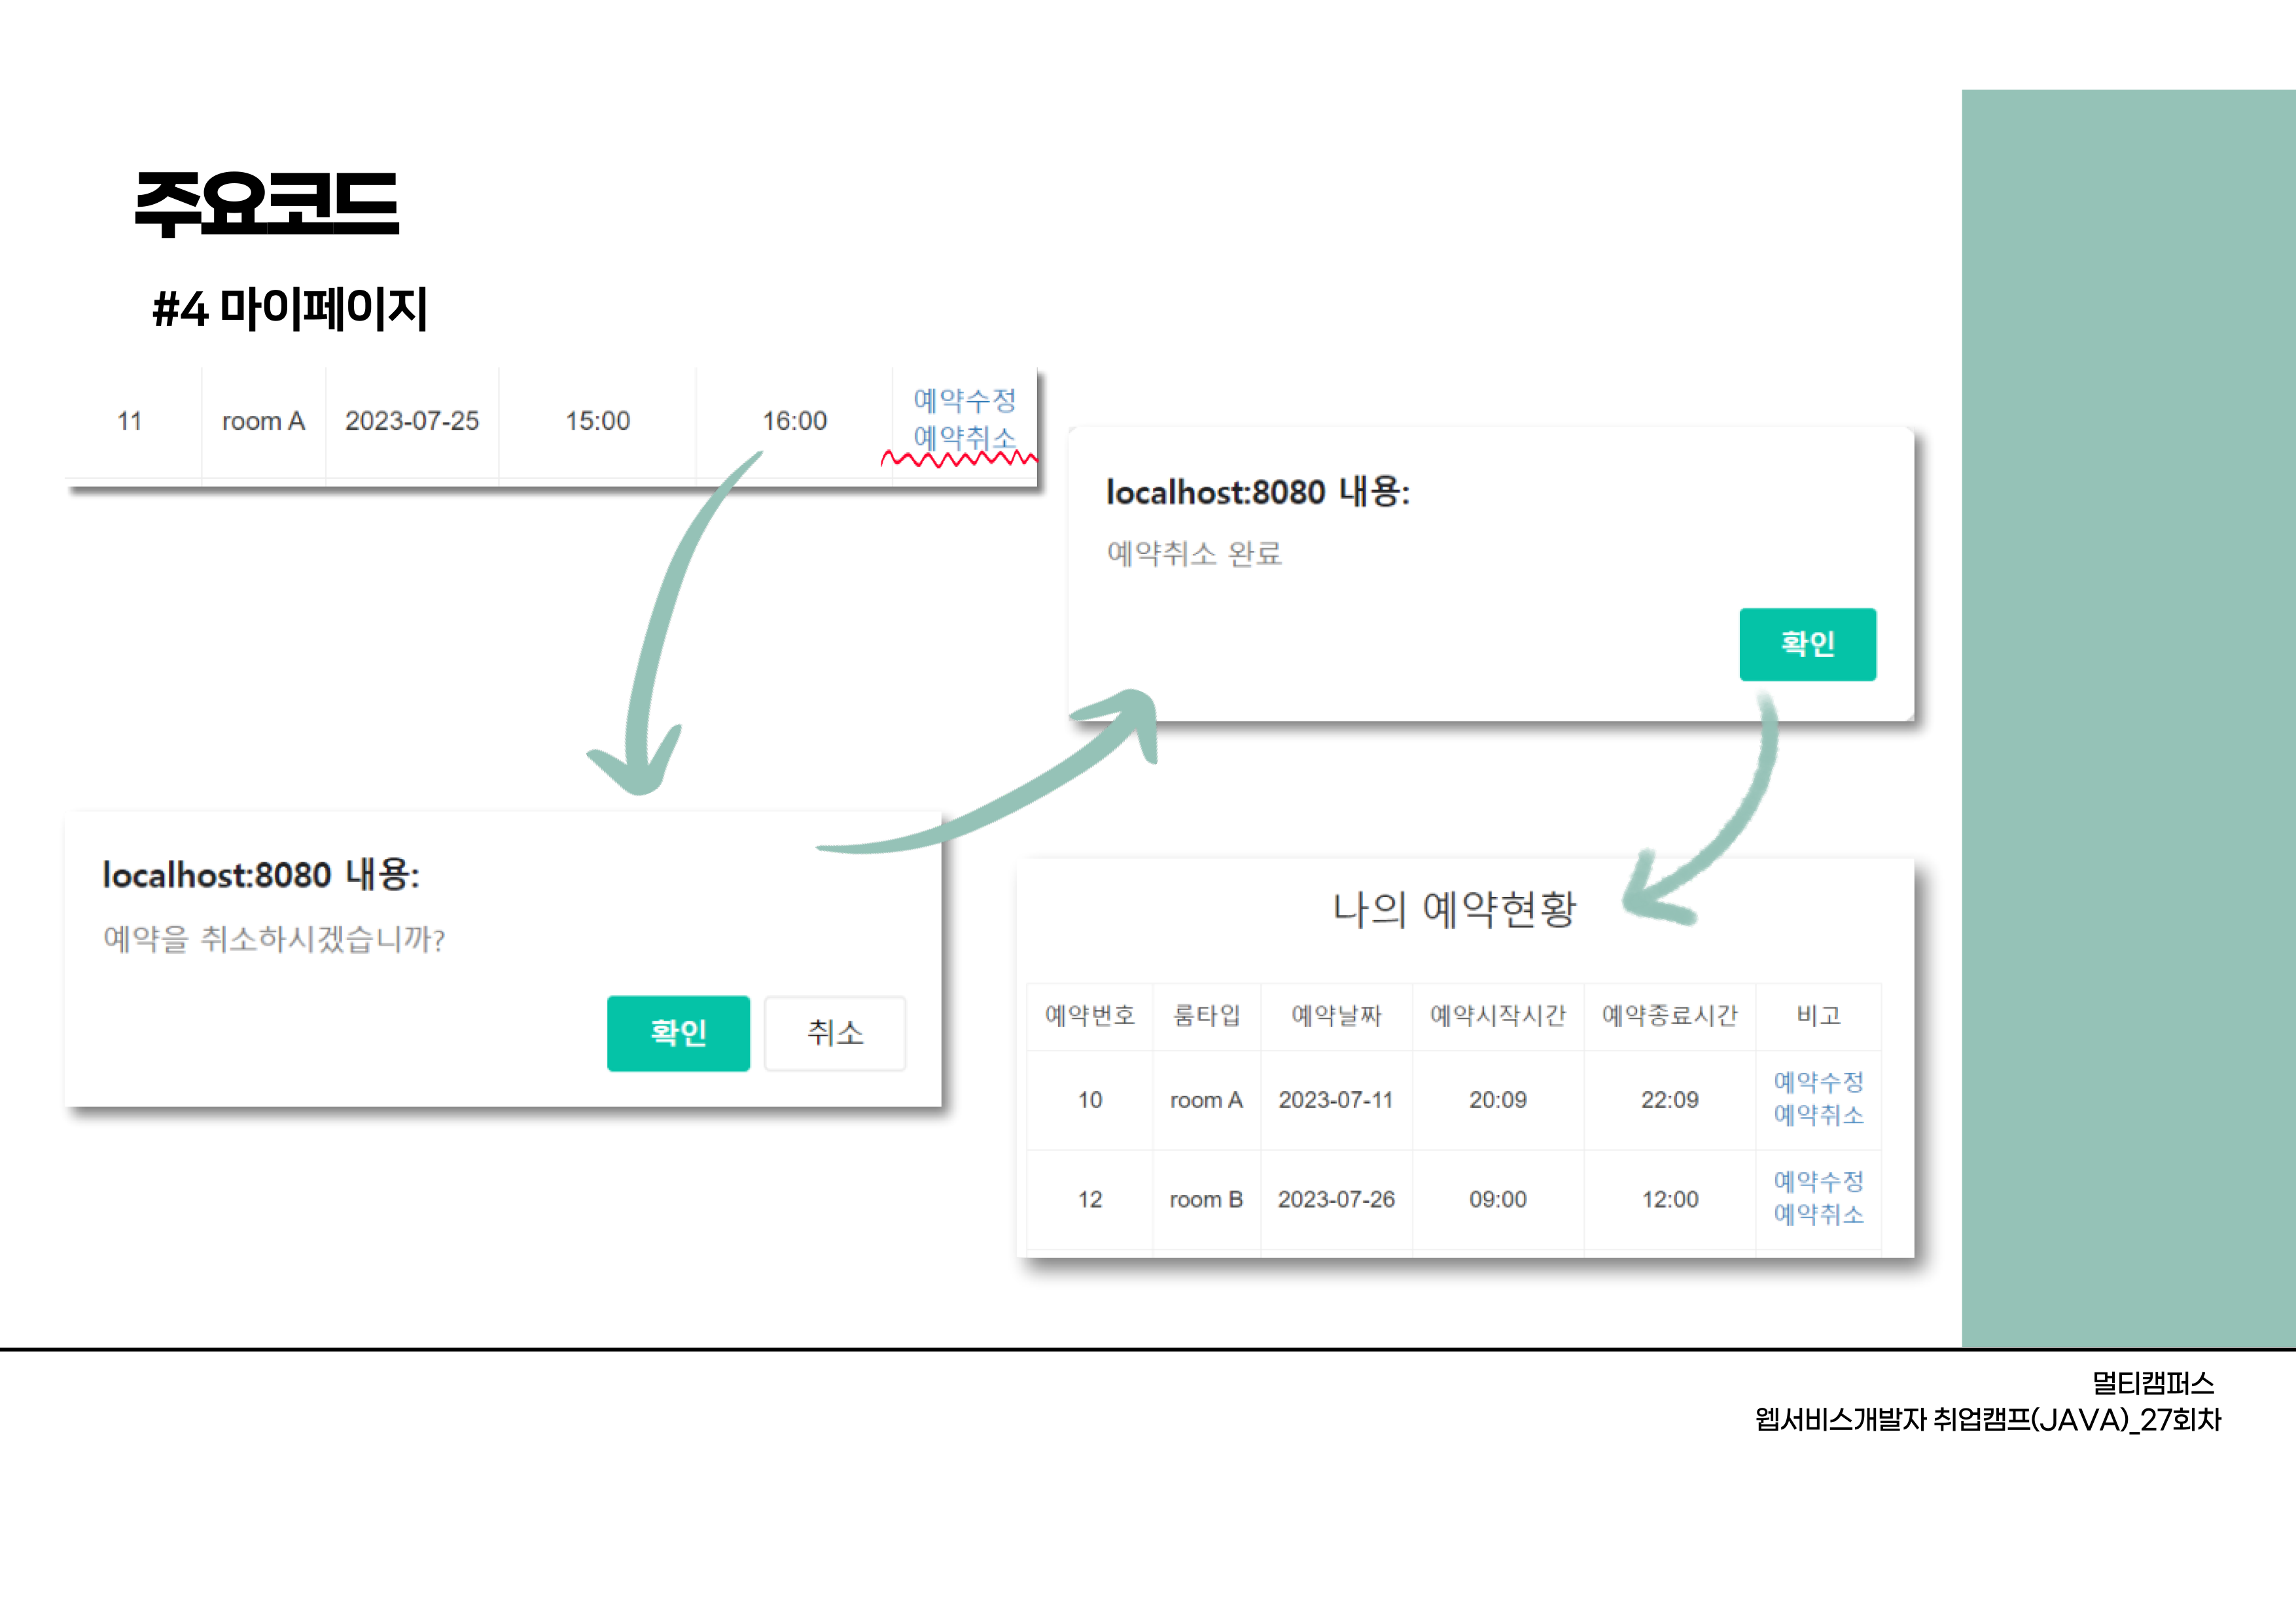 주요코드
#4 마이페이지
11 room A 2023-07-25 15:00 16:00 예약수정
예약취소
localhost:8080 내용:
예약을 취소하시겠습니까?
확인 취소
localhost:8080 내용:
예약취소 완료
확인
나의 예약현황
예약번호 룸타입 예약날짜 예약시작시간 예약종료시간 비고
10 room A 2023-07-11 20:09 22:09 예약수정
예약취소
12 room B 2023-07-26 09:00 12:00 예약수정
예약취소
멀티캠퍼스
웹서비스개발자 취업캠프(JAVA)_27회차